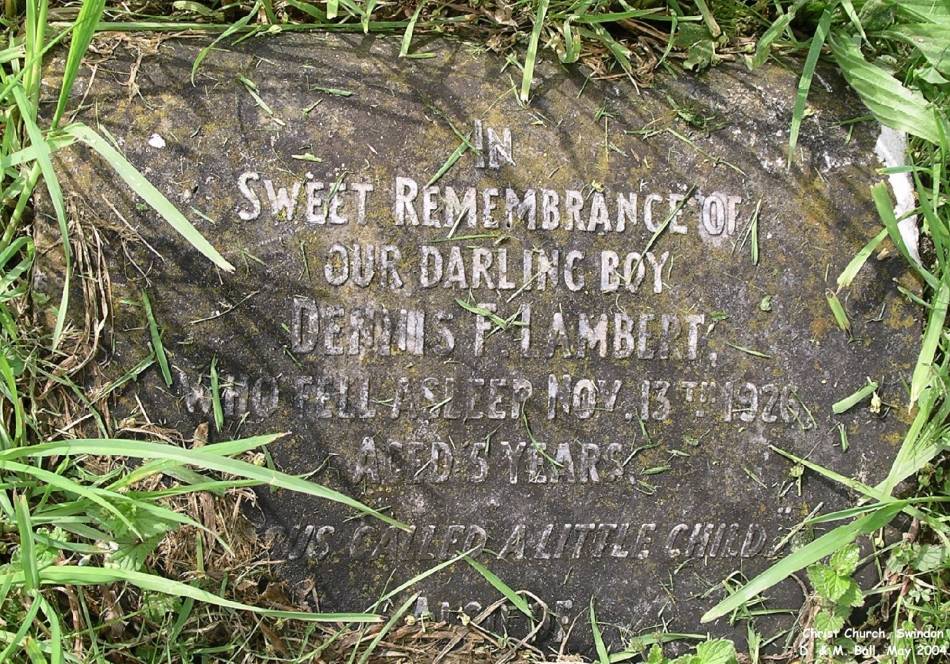 IN
SWEET REMEMBRANCE OF
OUR DARLING BOY
DENNIS F. LAMBERT,
WHO FELL ASLEEP NOV. 13TH 1926,
AGED 5 YEARS.
CALLED A LITTLE CHILD."
Christ Church, Swindon
D. & M. Ball, May 2004